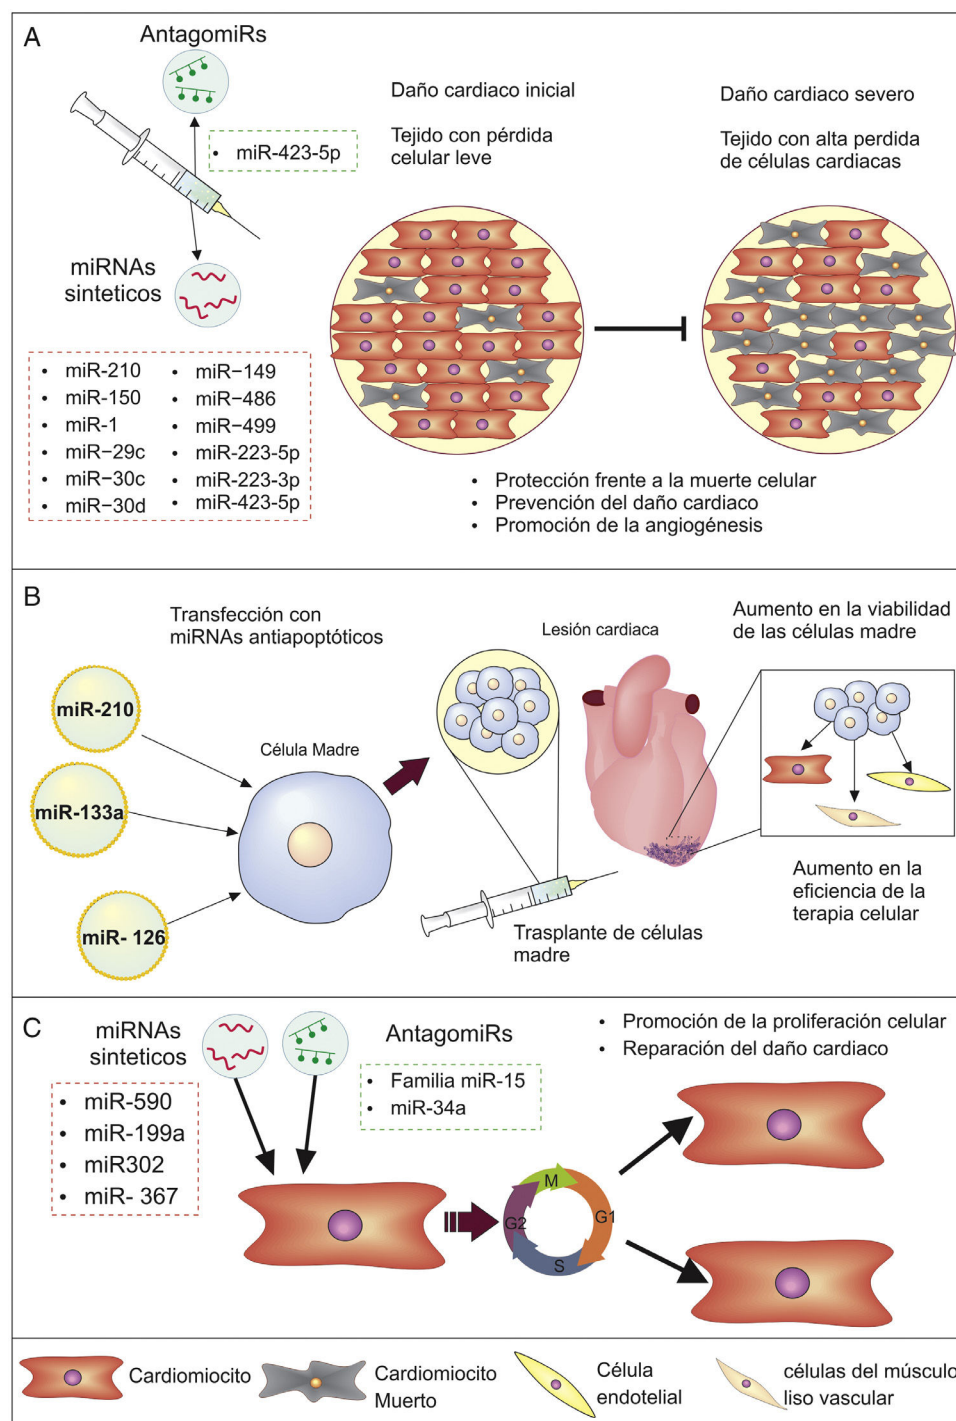 A
AntagomiRs
• miR-423-5p
miRNAs
sinteticos
• miR-210
• miR-150
• miR-1
• miR-29c
• miR-30c
• miR-30d
• miR-149
• miR-486
• miR-499
• miR-223-5p
• miR-223-3p
• miR-423-5p
Daño cardiaco inicial
Tejido con pérdida
celular leve
Daño cardiaco severo
Tejido con alta perdida
de células cardiacas
• Protección frente a la muerte celular
• Prevención del daño cardiaco
• Promoción de la angiogénesis
B
Transfección con
miRNAs antiapoptóticos
miR-210
miR-133a
miR- 126
Célula Madre
Lesión cardiaca
Trasplante de células
madre
Aumento en la viabilidad
de las células madre
Aumento en la
eficiencia de la
terapia celular
C
miRNAs
sinteticos
• miR-590
• miR-199a
• miR302
• miR- 367
AntagomiRs
• Familia miR-15
• miR-34a
M
G1
G2
S
• Promoción de la proliferación celular
• Reparación del daño cardiaco
Cardiomiocito
Cardiomiocito
Muerto
Célula
endotelial
células del músculo
liso vascular